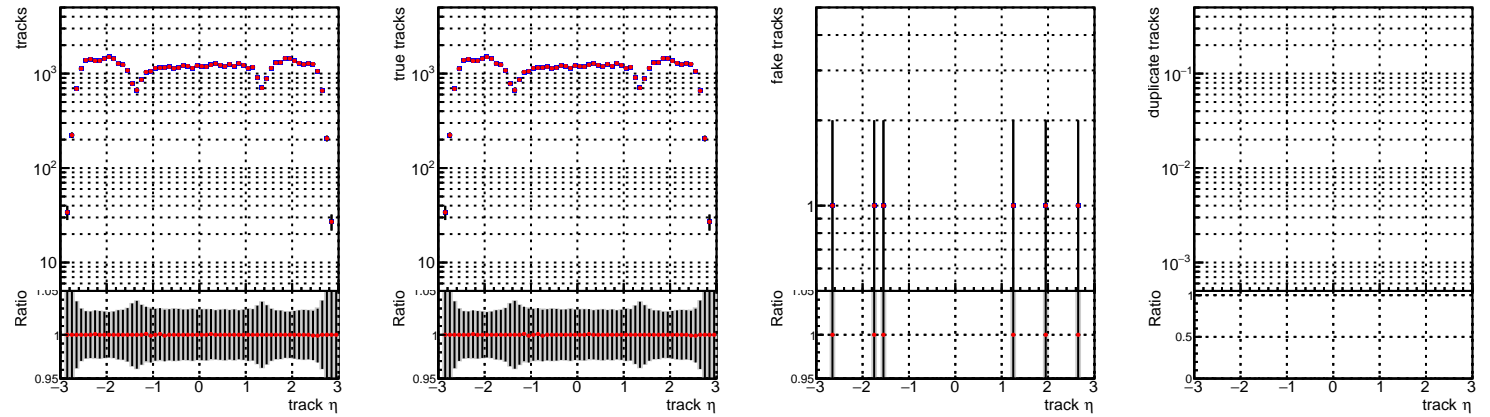 tracks
10³
10²
10
Ratio
1.05
1
0.95
−3 −2 −1 0 1 2 3
track η
true tracks
10³
10²
10
Ratio
1.05
1
0.95
−3 −2 −1 0 1 2 3
track η
fake tracks
1
Ratio
1.05
1
0.95
−3 −2 −1 0 1 2 3
track η
duplicate tracks
10⁻¹
10⁻²
10⁻³
Ratio
1
0.5
0
−3 −2 −1 0 1 2 3
track η